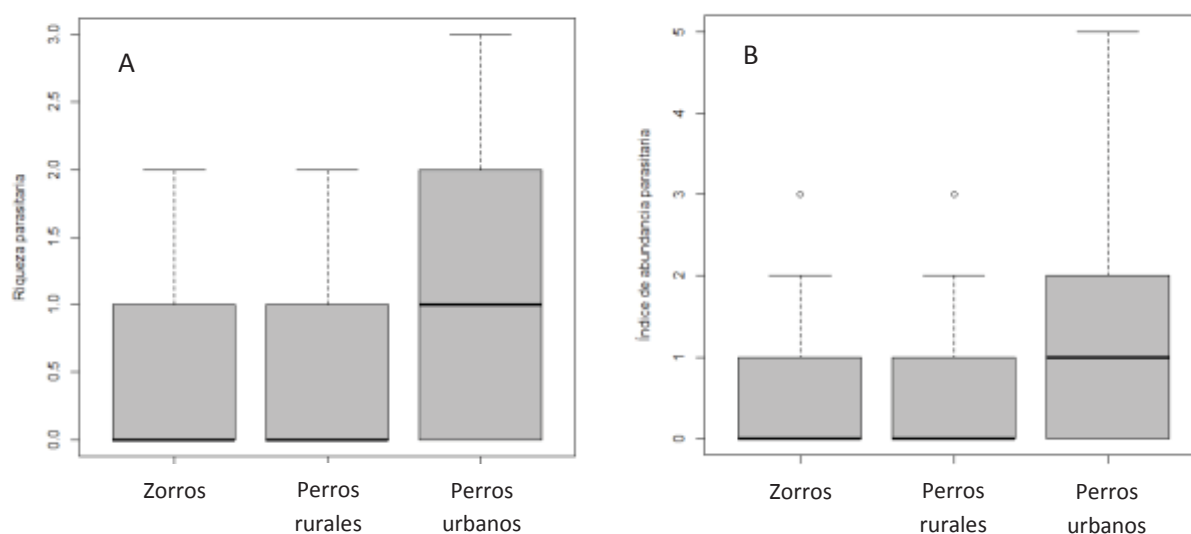 A
Riqueza parasitaria
3.0
2.5
2.0
1.5
1.0
0.5
0.0
Zorros
Perros
rurales
Perros
urbanos
B
Índice de abundancia parasitaria
5
4
3
2
1
0
Zorros
Perros
rurales
Perros
urbanos